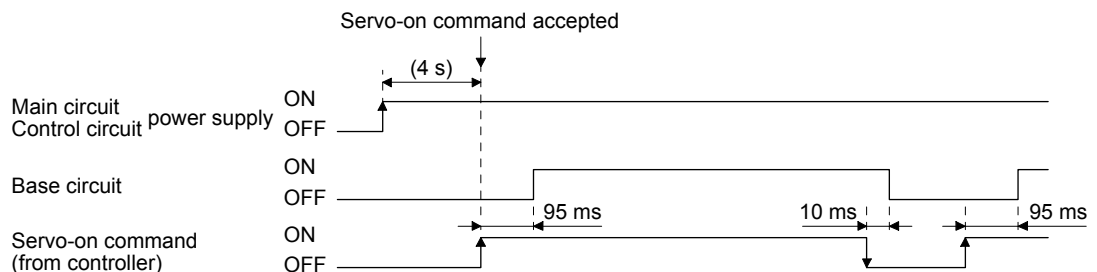 Servo-on command accepted
(4 s)
Main circuit
Control circuit power supply
ON
OFF
Base circuit
ON
OFF
95 ms
10 ms
95 ms
Servo-on command
(from controller)
ON
OFF